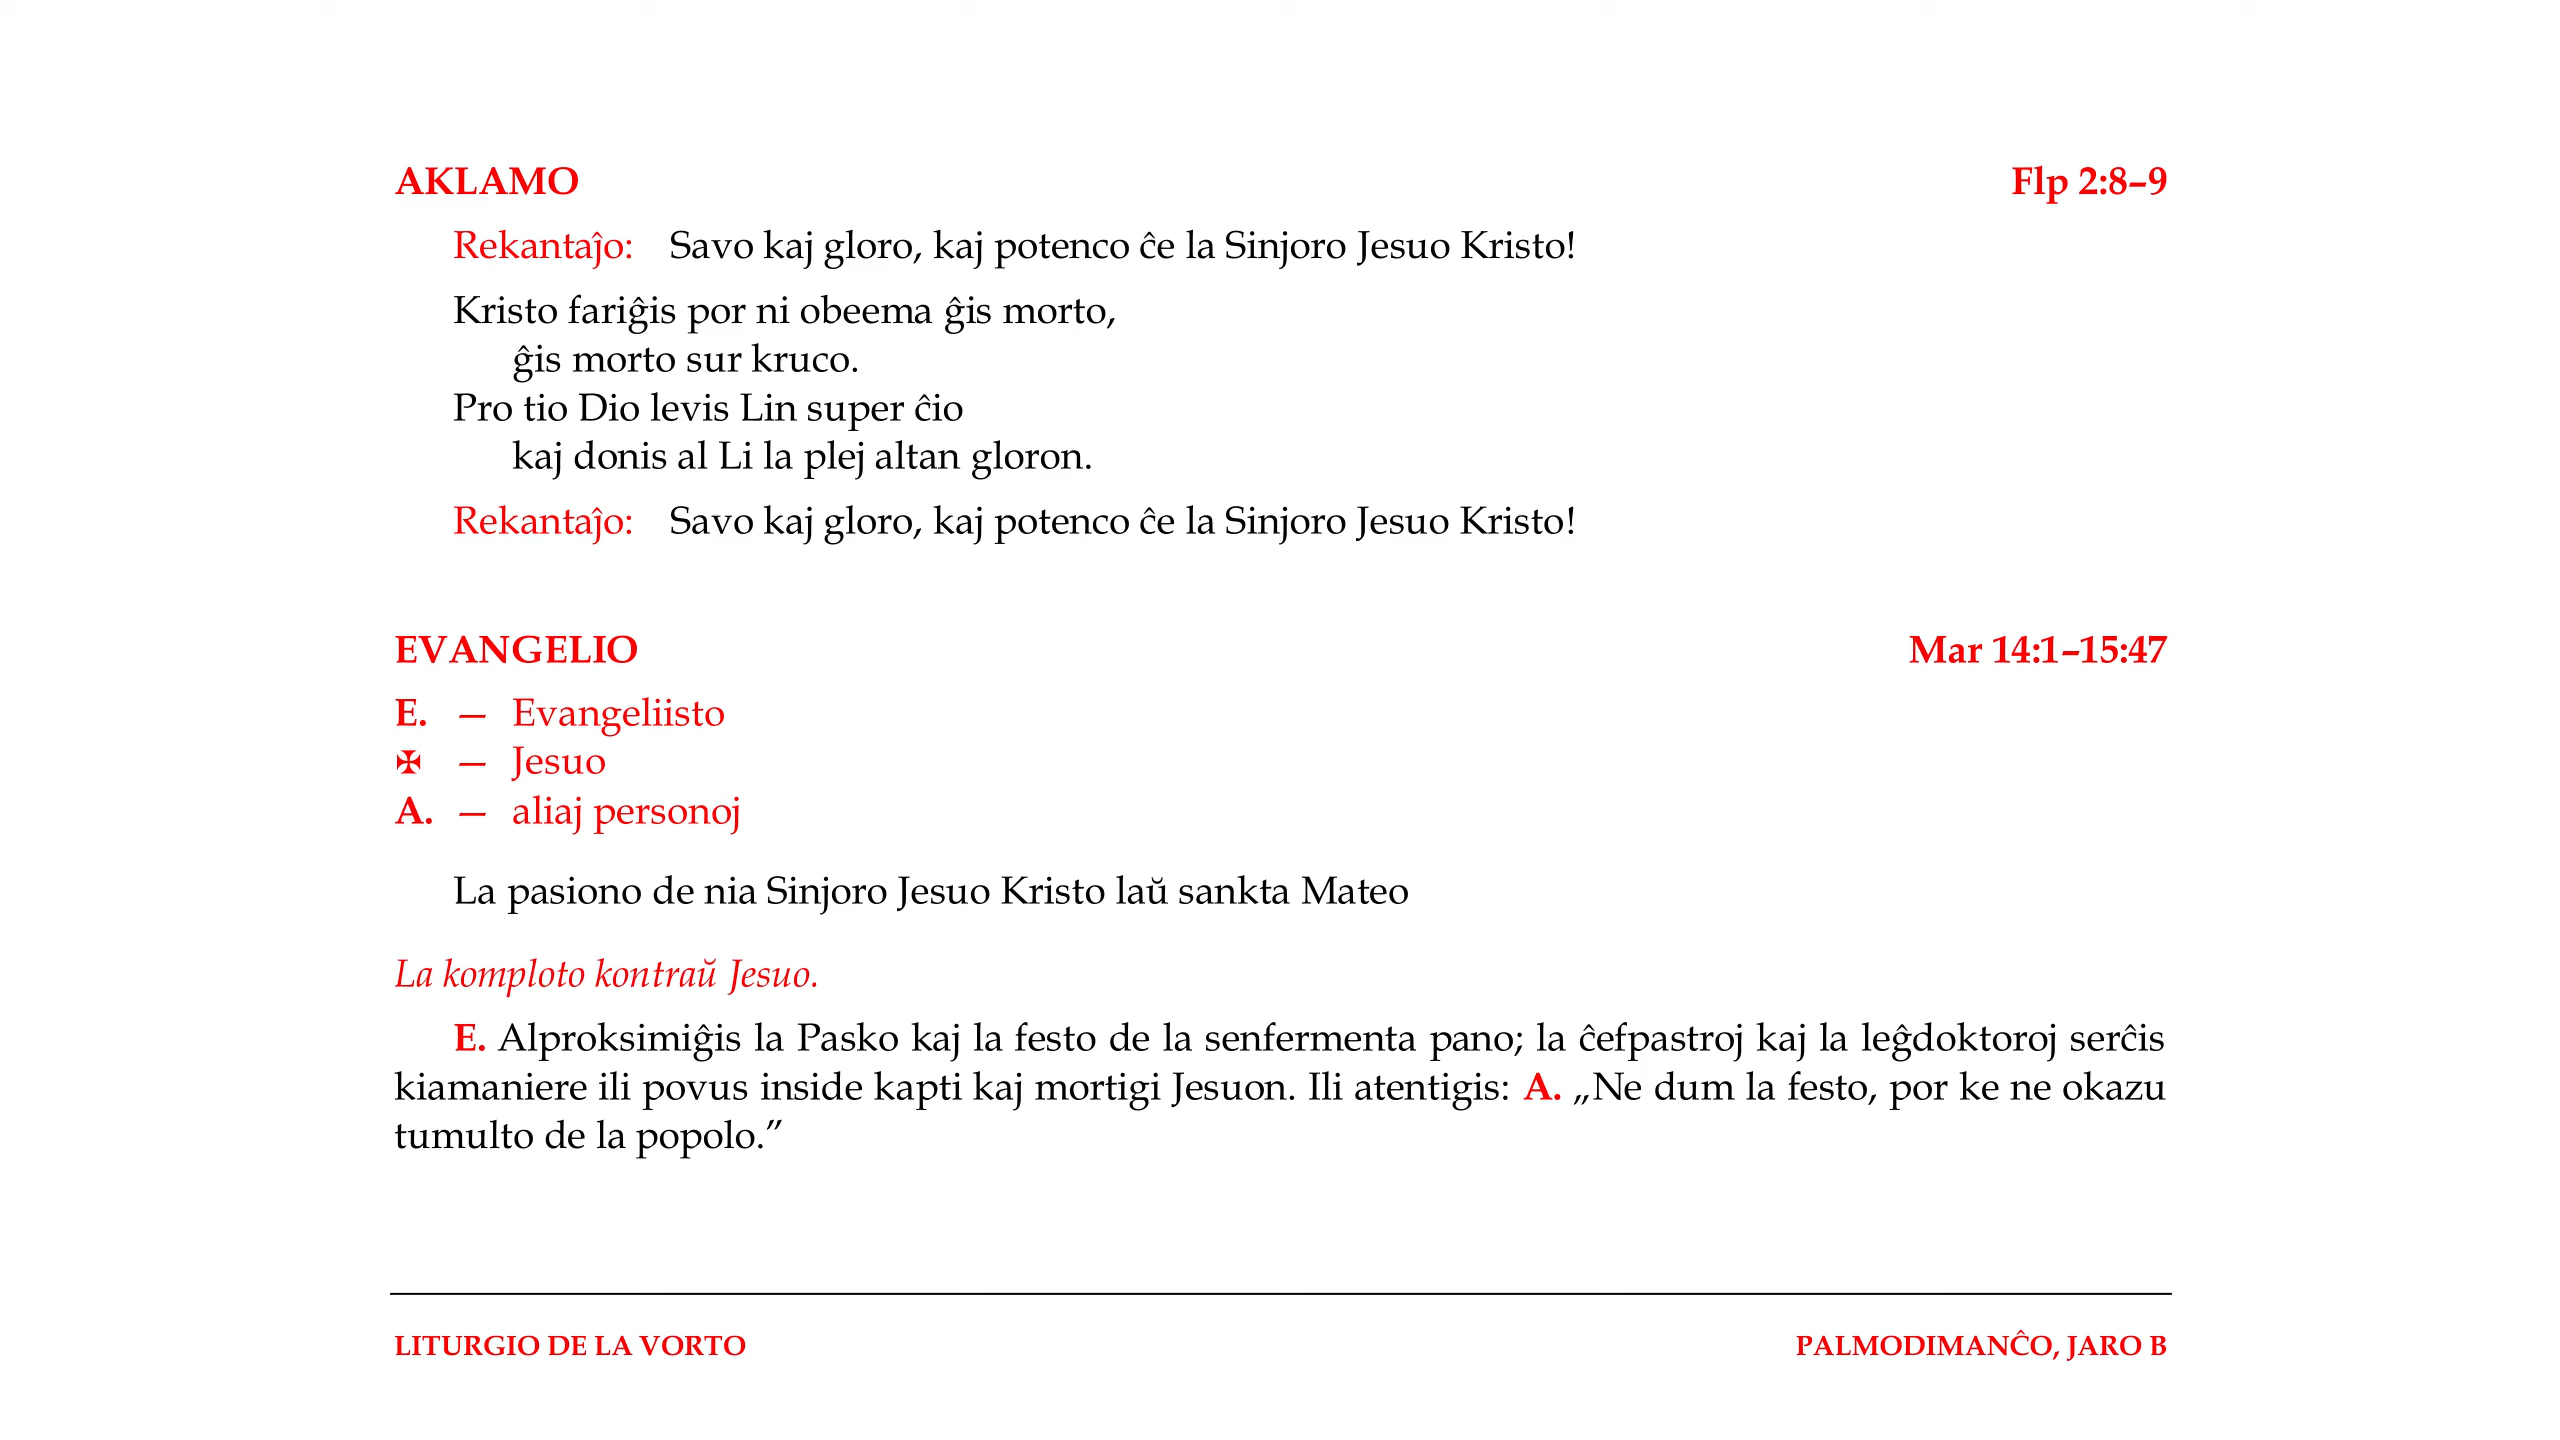 AKLAMO Flp 2:8–9
Rekantaĵo: Savo kaj gloro, kaj potenco ĉe la Sinjoro Jesuo Kristo!
Kristo fariĝis por ni obeema ĝis morto,
ĝis morto sur kruco.
Pro tio Dio levis Lin super ĉio
kaj donis al Li la plej altan gloron.
Rekantaĵo: Savo kaj gloro, kaj potenco ĉe la Sinjoro Jesuo Kristo!
EVANGELIO Mar 14:1–15:47
E. — Evangeliisto
✠ — Jesuo
A. — aliaj personoj
La pasiono de nia Sinjoro Jesuo Kristo laŭ sankta Mateo
La komploto kontraŭ Jesuo.
E. Alproksimiĝis la Pasko kaj la festo de la senfermenta pano; la ĉefpastroj kaj la leĝdoktoroj serĉis
kiamaniere ili povus inside kapti kaj mortigi Jesuon. Ili atentigis: A. „Ne dum la festo, por ke ne okazu
tumulto de la popolo.”
LITURGIO DE LA VORTO PALMODIMANĈO, JARO B